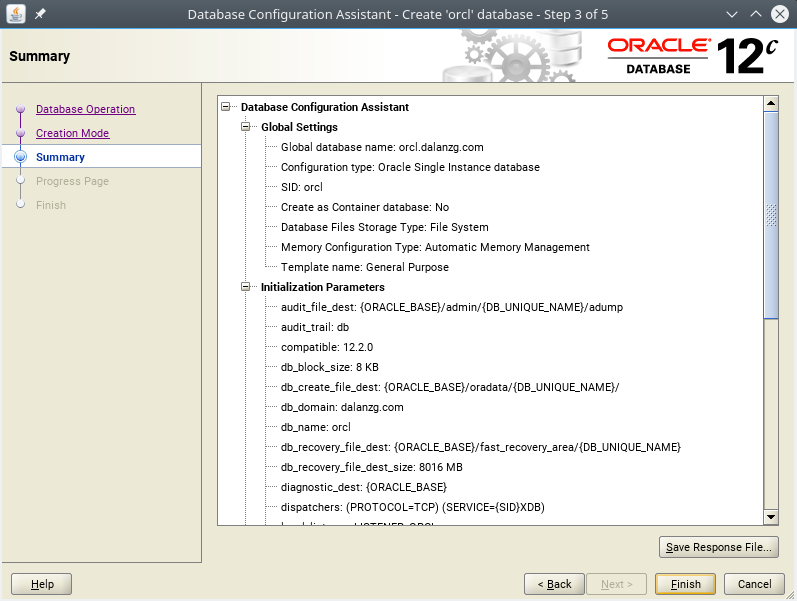 Database Configuration Assistant - Create 'orcl' database - Step 3 of 5
Summary
ORACLE
DATABASE
12c
Database Operation
Creation Mode
Summary
Progress Page
Finish
Database Configuration Assistant
Global Settings
Global database name: orcl.dalanzg.com
Configuration type: Oracle Single Instance database
SID: orcl
Create as Container database: No
Database Files Storage Type: File System
Memory Configuration Type: Automatic Memory Management
Template name: General Purpose
Initialization Parameters
audit_file_dest: {ORACLE_BASE}/admin/{DB_UNIQUE_NAME}/adump
audit_trail: db
compatible: 12.2.0
db_block_size: 8 KB
db_create_file_dest: {ORACLE_BASE}/oradata/{DB_UNIQUE_NAME}/
db_domain: dalanzg.com
db_name: orcl
db_recovery_file_dest: {ORACLE_BASE}/fast_recovery_area/{DB_UNIQUE_NAME}
db_recovery_file_dest_size: 8016 MB
diagnostic_dest: {ORACLE_BASE}
dispatchers: (PROTOCOL=TCP) (SERVICE={SID}XDB)
Save Response File...
Help
< Back
Next >
Finish
Cancel